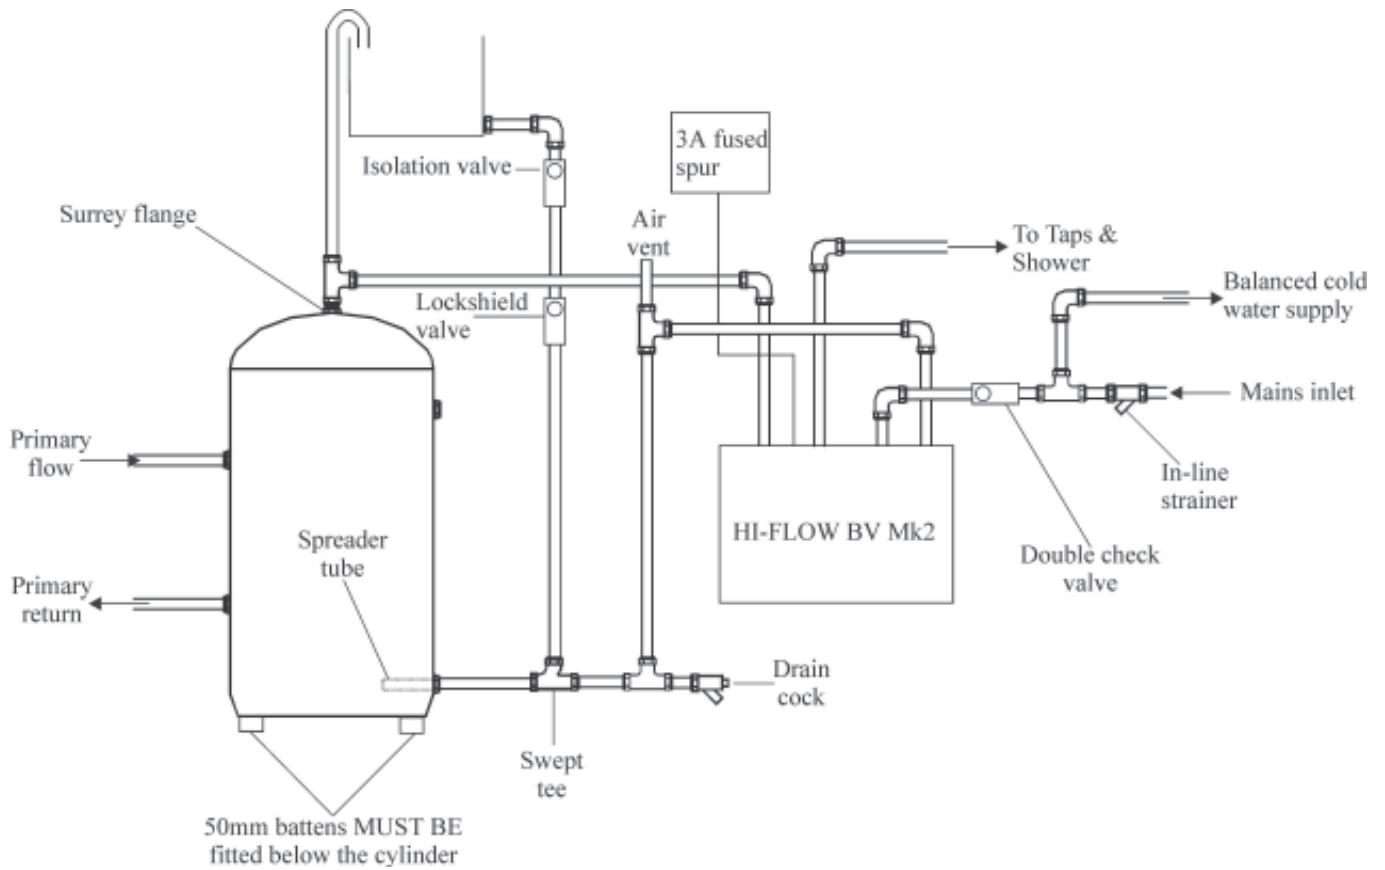 3A fused
spur
Isolation valve
Surrey flange
Air
vent
To Taps &
Shower
Balanced cold
water supply
Lockshield
valve
Mains inlet
Primary
flow
In-line
strainer
HI-FLOW BV Mk2
Spreader
tube
Double check
valve
Primary
return
Drain
cock
Swept
tee
50mm battens MUST BE
fitted below the cylinder